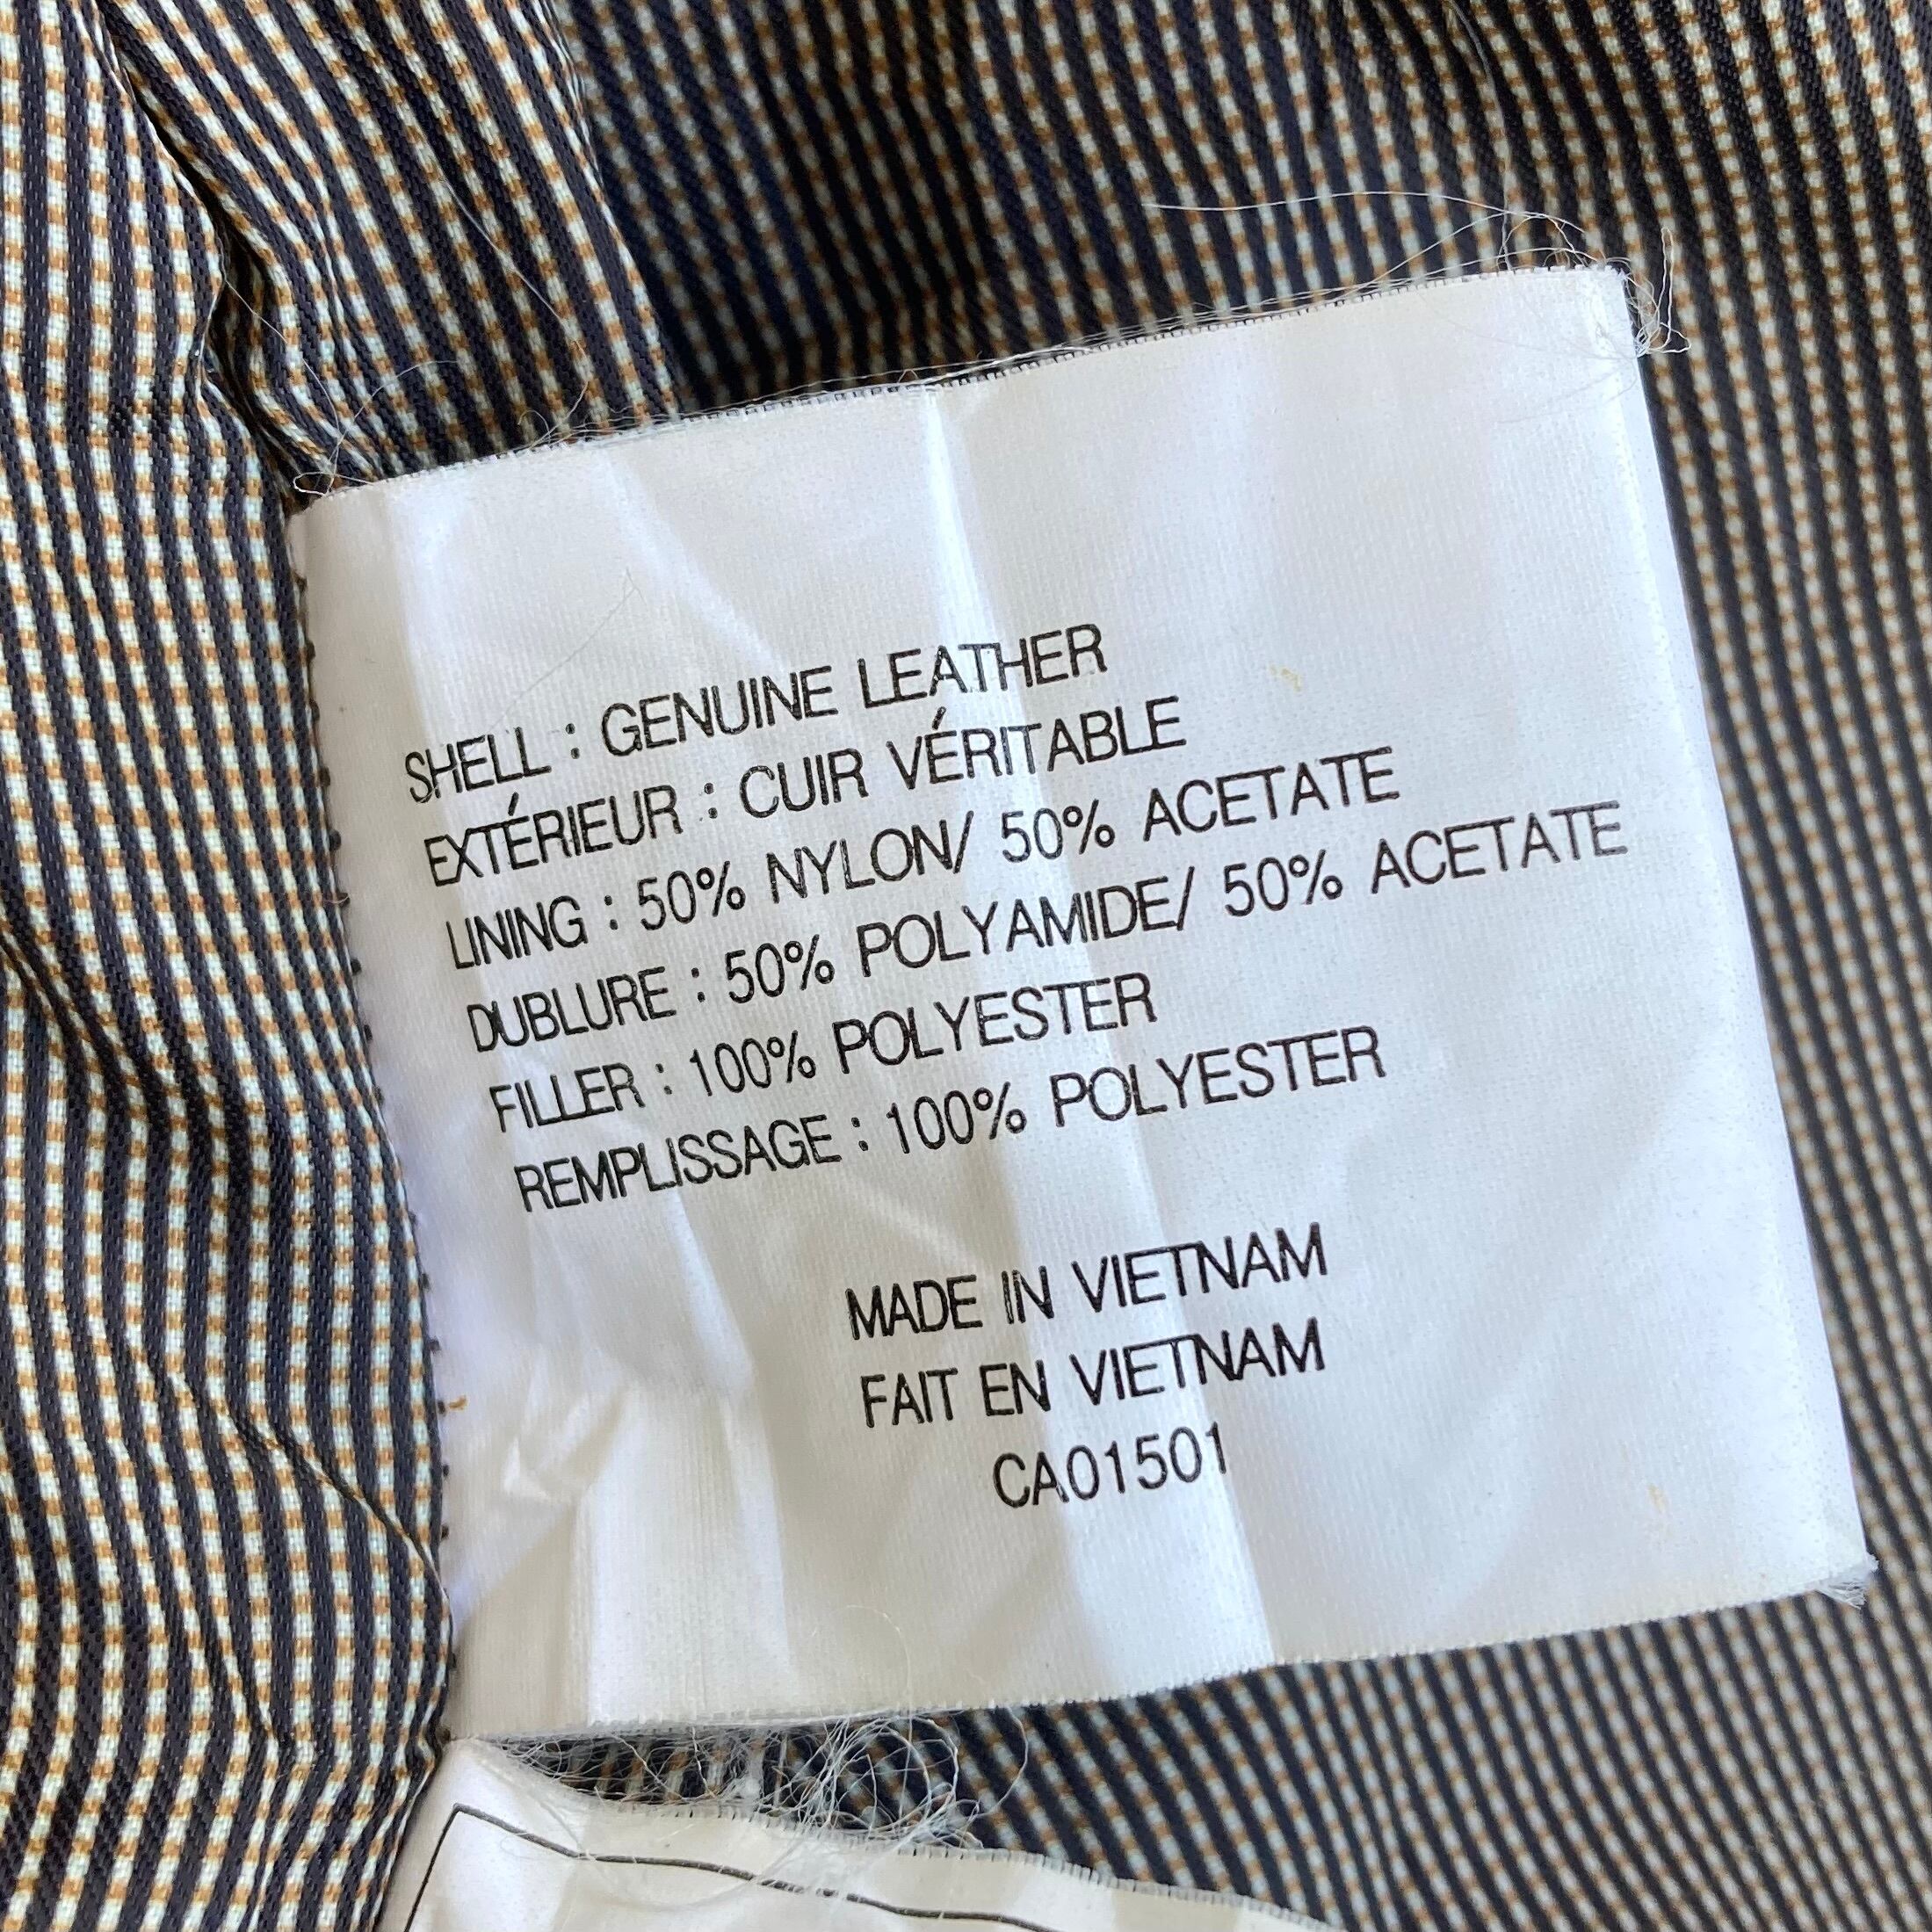 SHELL : GENUINE LEATHER
EXTÉRIEUR : CUIR VÉRITABLE
LINING : 50% NYLON/ 50% ACETATE
DUBLURE : 50% POLYAMIDE/ 50% ACETATE
FILLER : 100% POLYESTER
REMPLISSAGE : 100% POLYESTER
MADE IN VIETNAM
FAIT EN VIETNAM
CA01501